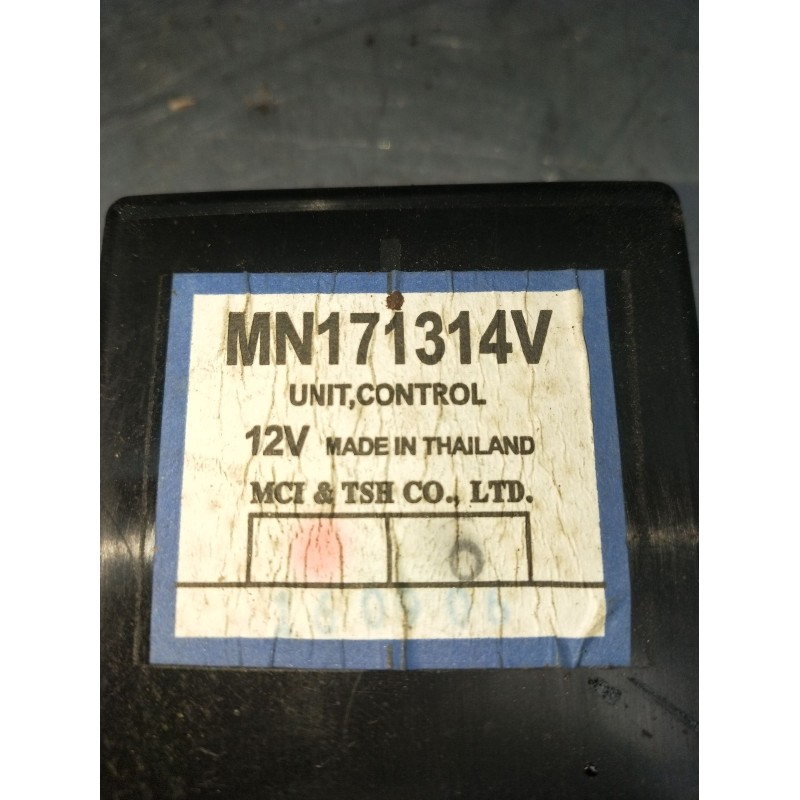 MN171314V
UNIT,CONTROL
12V MADE IN THAILAND
MCI & TSH CO., LTD.